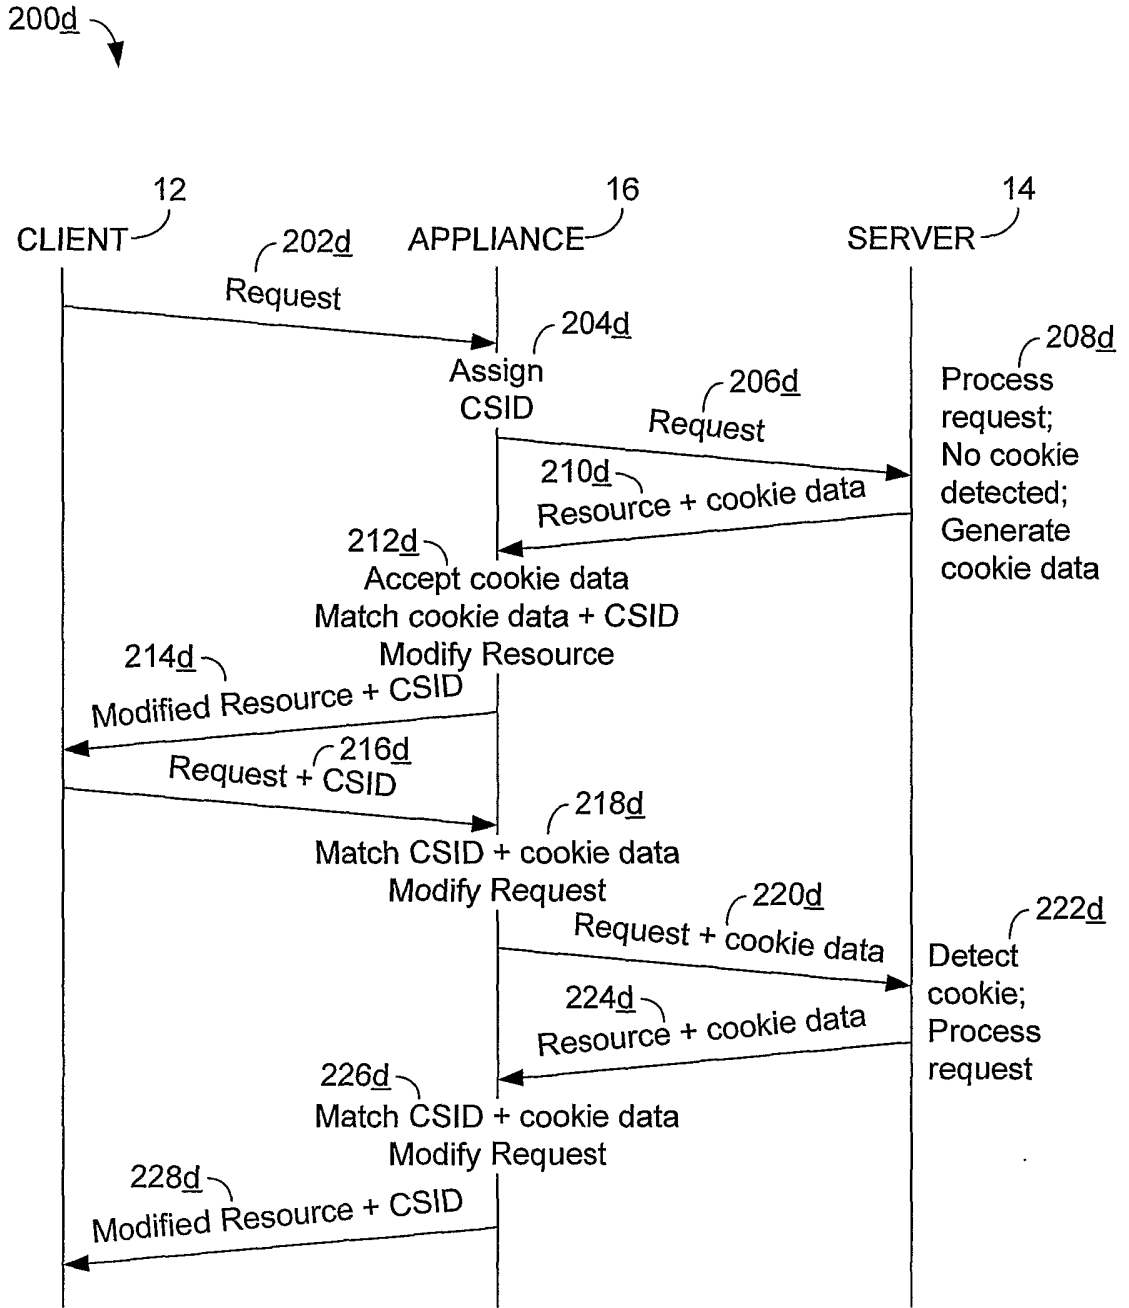 200d
12
16
14
CLIENT
APPLIANCE
SERVER
202d
Request
204d
Assign
CSID
208d
Process
request;
No cookie
detected;
Generate
cookie data
206d
Request
210d
Resource + cookie data
212d
Accept cookie data
Match cookie data + CSID
Modify Resource
214d
Modified Resource + CSID
216d
Request + CSID
218d
Match CSID + cookie data
Modify Request
220d
Request + cookie data
222d
Detect
cookie;
Process
request
224d
Resource + cookie data
226d
Match CSID + cookie data
Modify Request
228d
Modified Resource + CSID